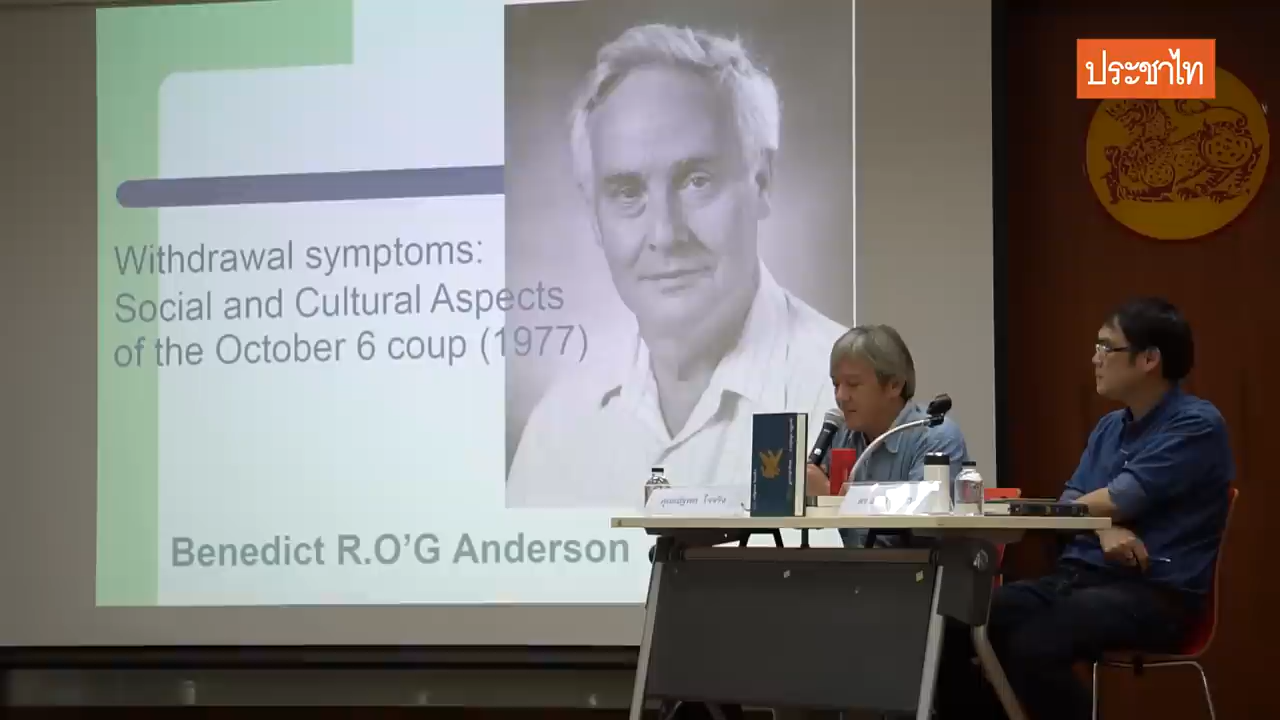 ประชาไท
Withdrawal symptoms:
Social and Cultural Aspects
of the October 6 coup (1977)
Benedict R.O'G Anderson